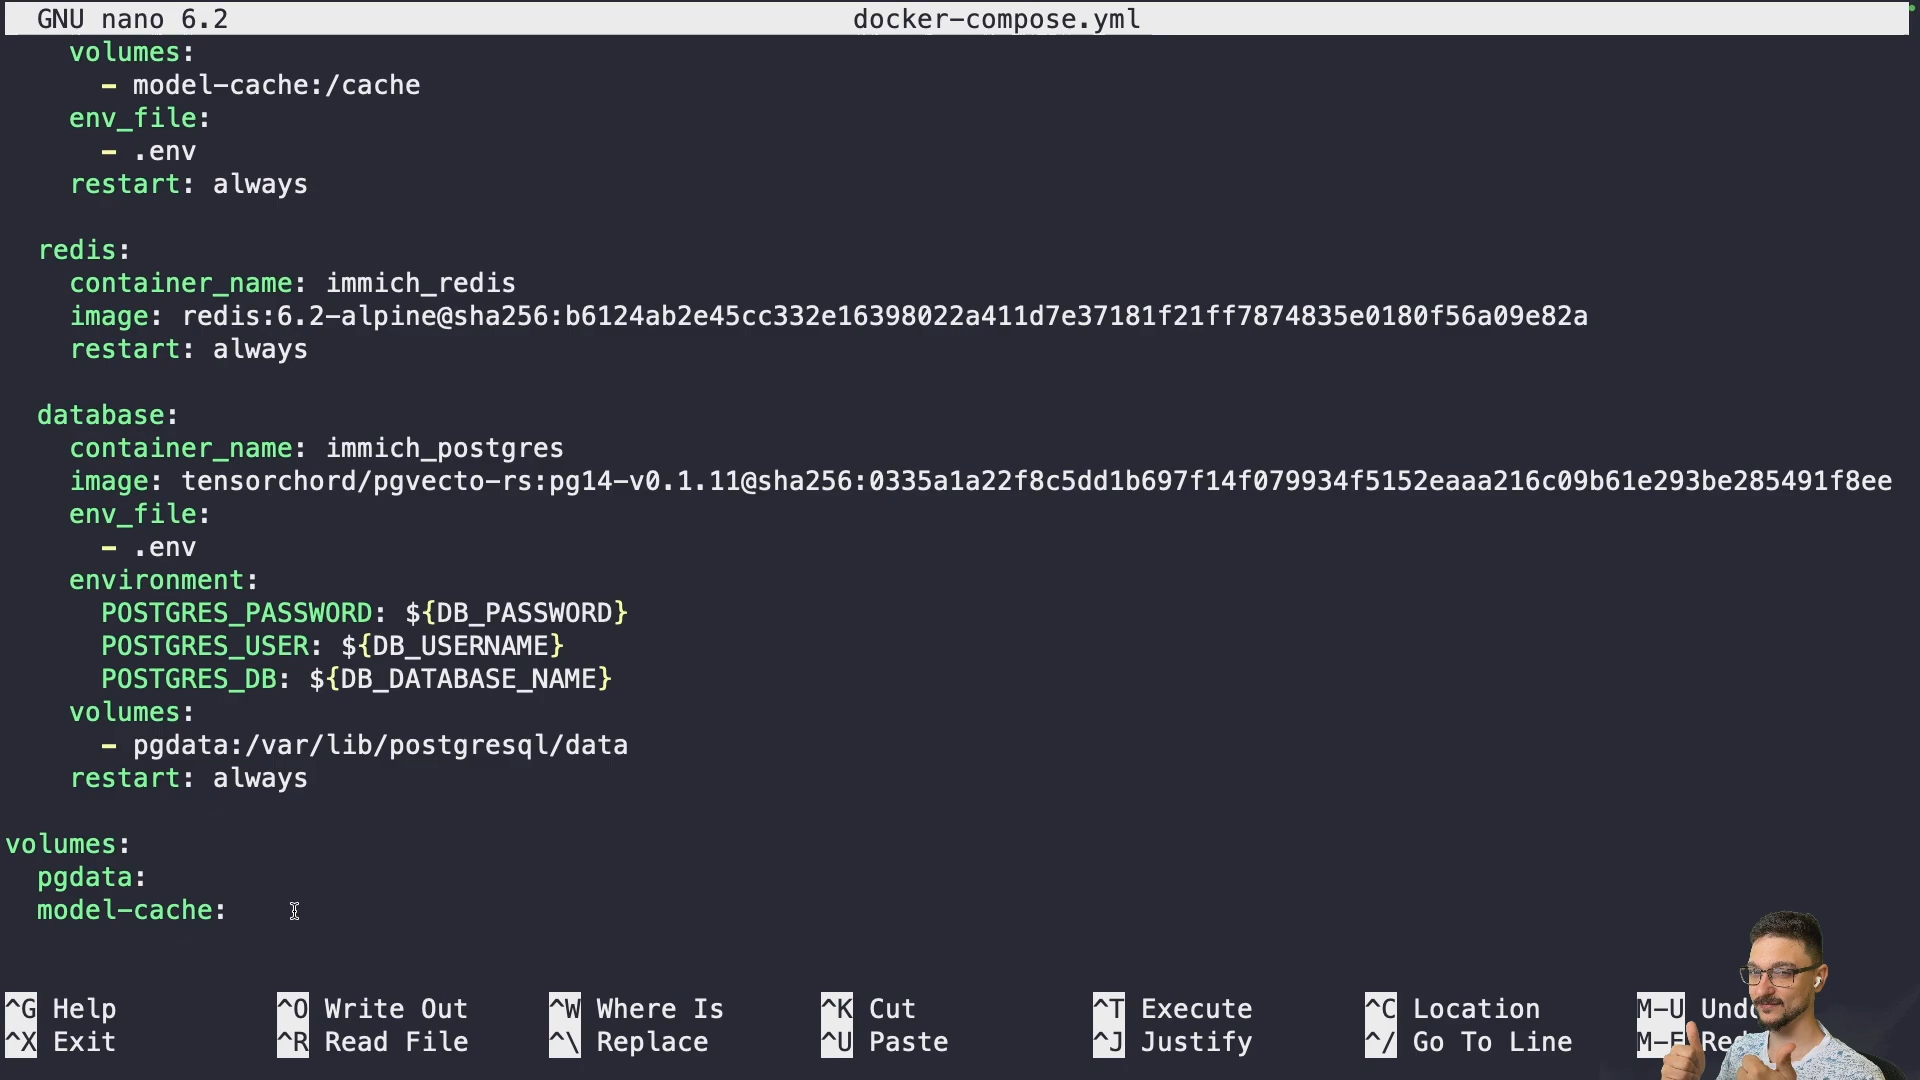 GNU nano 6.2 docker-compose.yml
volumes:
- model-cache:/cache
env_file:
- .env
restart: always
redis:
container_name: immich_redis
image: redis:6.2-alpine@sha256:b6124ab2e45cc332e16398022a411d7e37181f21ff7874835e0180f56a09e82a
restart: always
database:
container_name: immich_postgres
image: tensorchord/pgvecto-rs:pg14-v0.1.11@sha256:0335a1a22f8c5dd1b697f14f079934f5152eaaa216c09b61e293be285491f8ee
env_file:
- .env
environment:
POSTGRES_PASSWORD: ${DB_PASSWORD}
POSTGRES_USER: ${DB_USERNAME}
POSTGRES_DB: ${DB_DATABASE_NAME}
volumes:
- pgdata:/var/lib/postgresql/data
restart: always
volumes:
pgdata:
model-cache:
^G Help ^O Write Out ^W Where Is ^K Cut ^T Execute ^C Location M-U
^X Exit ^R Read File ^\ Replace ^U Paste ^J Justify ^/ Go To Line